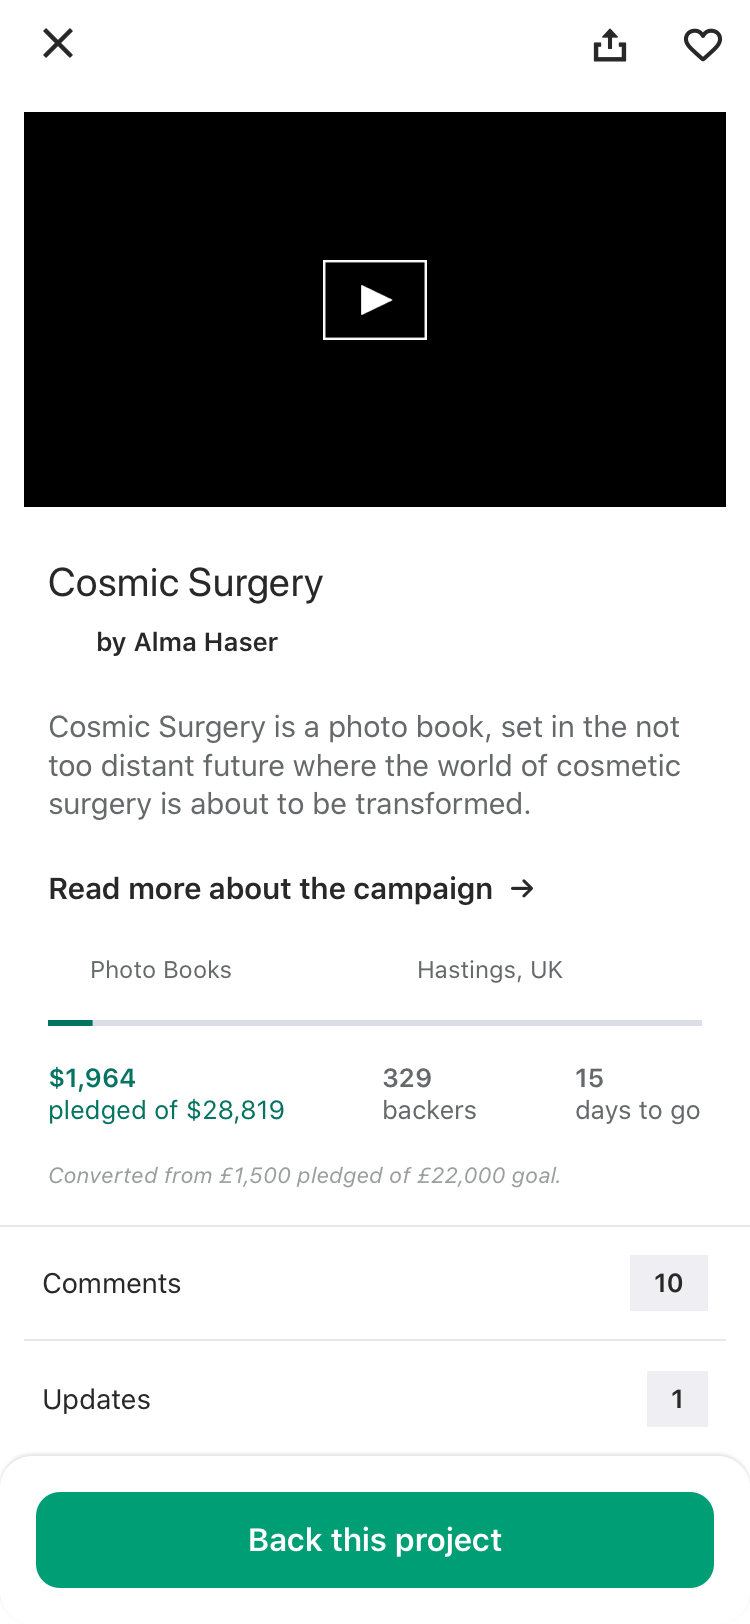 Cosmic Surgery
by Alma Haser
Cosmic Surgery is a photo book, set in the not
too distant future where the world of cosmetic
surgery is about to be transformed.
Read more about the campaign →
Photo Books
Hastings, UK
$1,964
pledged of $28,819
329
backers
15
days to go
Converted from £1,500 pledged of £22,000 goal.
Comments
10
Updates
1
Back this project